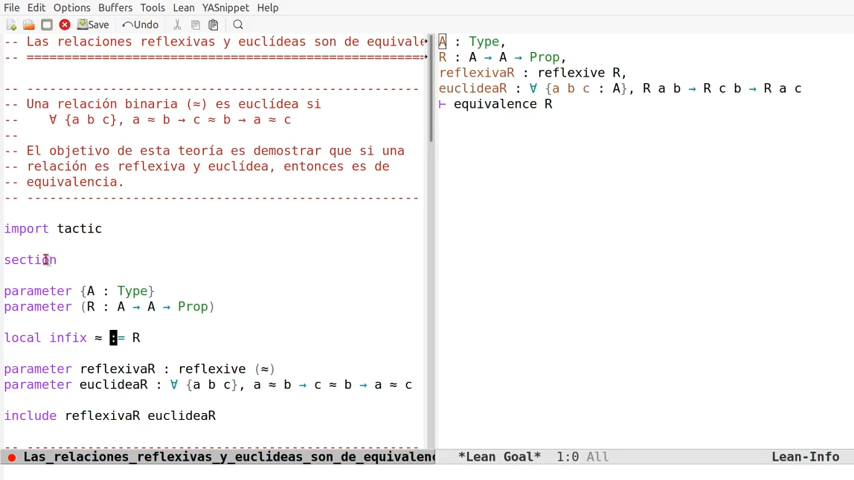 File Edit Options Buffers Tools Lean YASnippet Help
Save Undo
-- Las relaciones reflexivas y euclídeas son de equivale
-- =====================================================
-- ----------------------------------------------------
-- Una relación binaria (≈) es euclídea si
--    ∀ {a b c}, a ≈ b → c ≈ b → a ≈ c
--
-- El objetivo de esta teoría es demostrar que si una
-- relación es reflexiva y euclídea, entonces es de
-- equivalencia.
-- ----------------------------------------------------
import tactic
section
parameter {A : Type}
parameter (R : A → A → Prop)
local infix ≈ := R
parameter reflexivaR : reflexive (≈)
parameter euclideaR : ∀ {a b c}, a ≈ b → c ≈ b → a ≈ c
include reflexivaR euclideaR
-- ----------------------------------------------------
Las_relaciones_reflexivas_y_euclideas_son_de_equivalenc
A : Type,
R : A → A → Prop,
reflexivaR : reflexive R,
euclideaR : ∀ {a b c : A}, R a b → R c b → R a c
⊢ equivalence R
*Lean Goal* 1:0 All Lean-Info